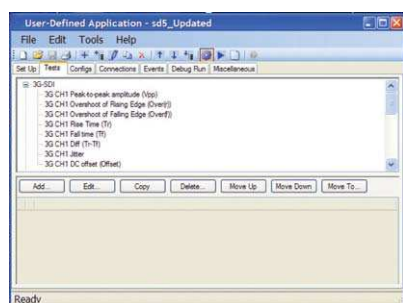 User-Defined Application - sd5_Updated
File Edit Tools Help
Set Up Tests Configs Connections Events Debug Run Miscellaneous
3G-SDI
3G CH1 Peak-to-peak amplitude (Vpp)
3G CH1 Overshoot of Rising Edge (Over(r))
3G CH1 Overshoot of Falling Edge (Over(f))
3G CH1 Rise Time (Tr)
3G CH1 Fall time (Tf)
3G CH1 Diff (Tr-Tf)
3G CH1 Jitter
3G CH1 DC offset (Offset)
Add... Edit... Copy Delete... Move Up Move Down Move To...
Ready